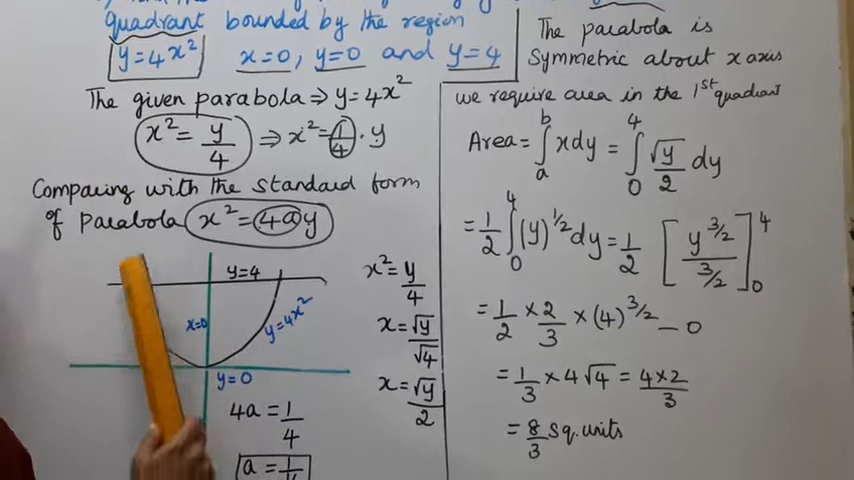 quadrant bounded by the region
y=4x² x=0, y=0 and y=4
The given parabola ⇒ y=4x²
x² = y/4 ⇒ x² = 1/4 · y
Comparing with the standard form
of parabola x² = 4ay
y=4
x=0
y=4x²
y=0
x² = y/4
x = √y/√4
x = √y/2
4a = 1/4
The parabola is
Symmetric about x axis
we require area in the 1st quadrant
Area = ∫ₐᵇ x dy = ∫₀⁴ √y/2 dy
= 1/2 ∫₀⁴ (y)^1/2 dy = 1/2 [y^3/2 / 3/2]₀⁴
= 1/2 × 2/3 × (4)^3/2 — 0
= 1/3 × 4√4 = 4×2/3
= 8/3 Sq. units